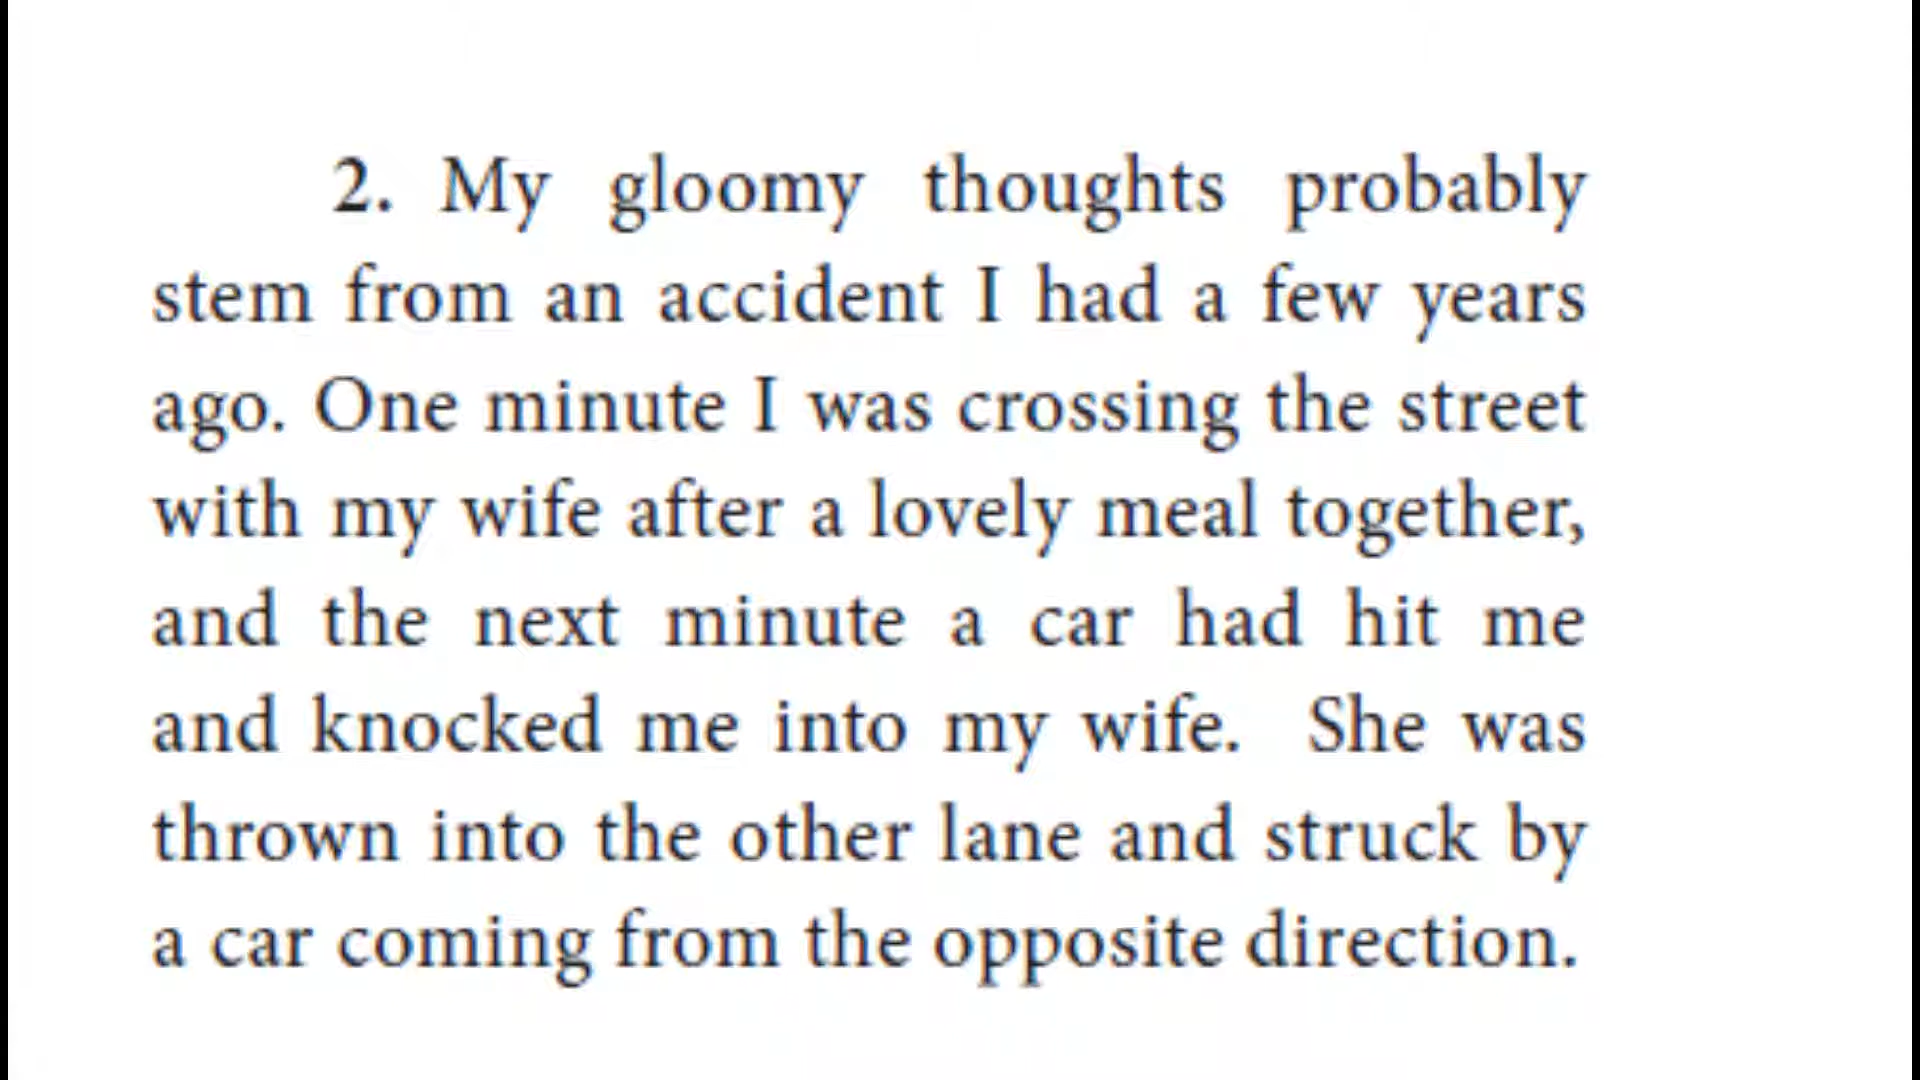 2. My gloomy thoughts probably
stem from an accident I had a few years
ago. One minute I was crossing the street
with my wife after a lovely meal together,
and the next minute a car had hit me
and knocked me into my wife. She was
thrown into the other lane and struck by
a car coming from the opposite direction.